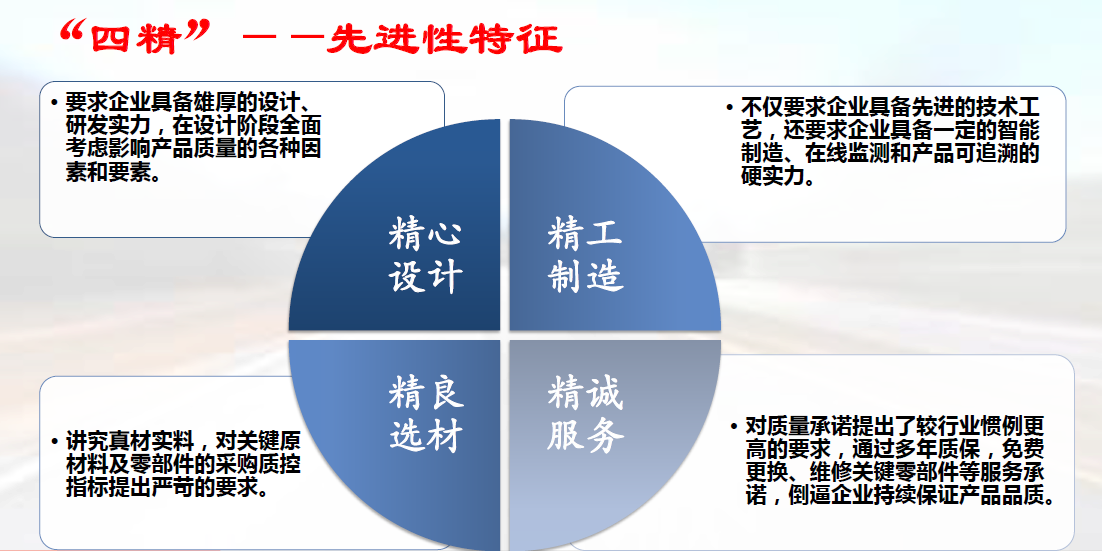 “四精”——先进性特征
• 要求企业具备雄厚的设计、
研发实力，在设计阶段全面
考虑影响产品质量的各种因
素和要素。
• 不仅要求企业具备先进的技术工
艺，还要求企业具备一定的智能
制造、在线监测和产品可追溯的
硬实力。
精心
设计
精工
制造
精良
选材
精诚
服务
• 讲究真材实料，对关键原
材料及零部件的采购质控
指标提出严苛的要求。
• 对质量承诺提出了较行业惯例更
高的要求，通过多年质保，免费
更换、维修关键零部件等服务承
诺，倒逼企业持续保证产品品质。